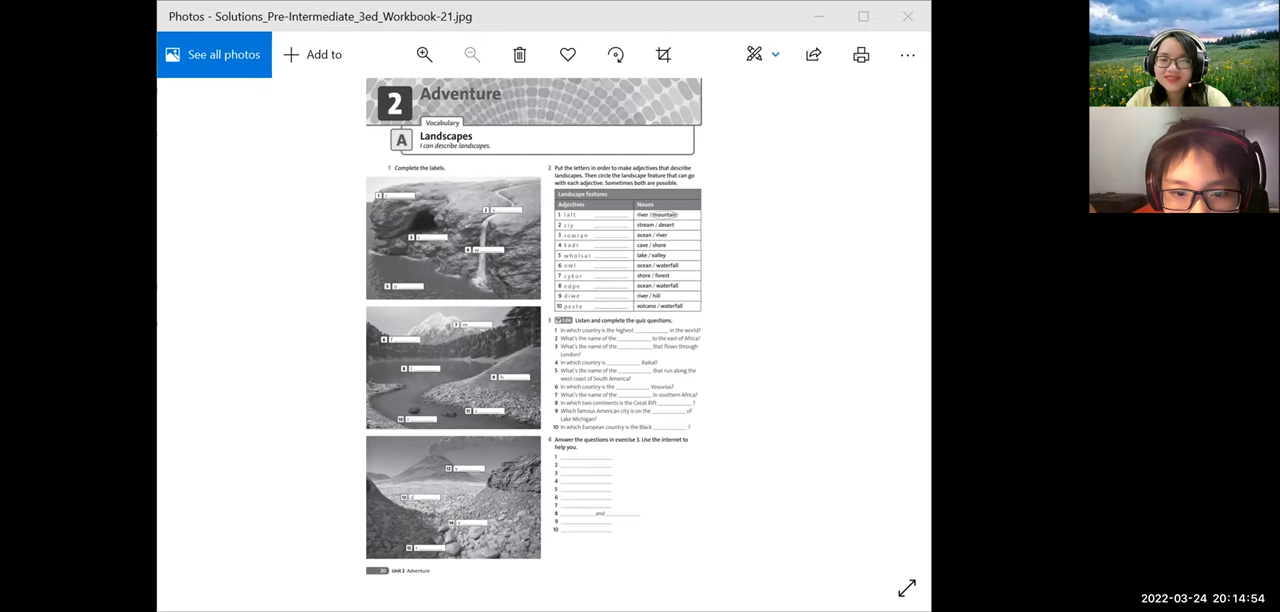 Photos - Solutions_Pre-Intermediate_3ed_Workbook-21.jpg
See all photos
Add to
2
Adventure
Vocabulary
A
Landscapes
I can describe landscapes.
1 Complete the labels.
2 Put the letters in order to make adjectives that describe
landscapes. Then circle the landscape feature that can go
with each adjective. Sometimes both are possible.
Landscape features
Adjectives Nouns
1 l a l t river / mountain
2 c i y stream / desert
3 r o w r a n ocean / river
4 k a d r cave / shore
5 w h o l s a l lake / valley
6 o w l ocean / waterfall
7 c y k o r shore / forest
8 e d p e ocean / waterfall
9 d i w e river / hill
10 p e s t e volcano / waterfall
3 Listen and complete the quiz questions.
1 In which country is the highest in the world?
2 What's the name of the to the east of Africa?
3 What's the name of the that flows through
London?
4 In which country is Baikal?
5 What's the name of the that run along the
west coast of South America?
6 In which country is the Vesuvius?
7 What's the name of the in southern Africa?
8 In which two continents is the Great Rift ?
9 Which famous American city is on the of
Lake Michigan?
10 In which European country is the Black ?
4 Answer the questions in exercise 3. Use the internet to
help you.
1
2
3
4
5
6
7
8 and
9
10
20 Unit 2 Adventure
2022-03-24 20:14:54